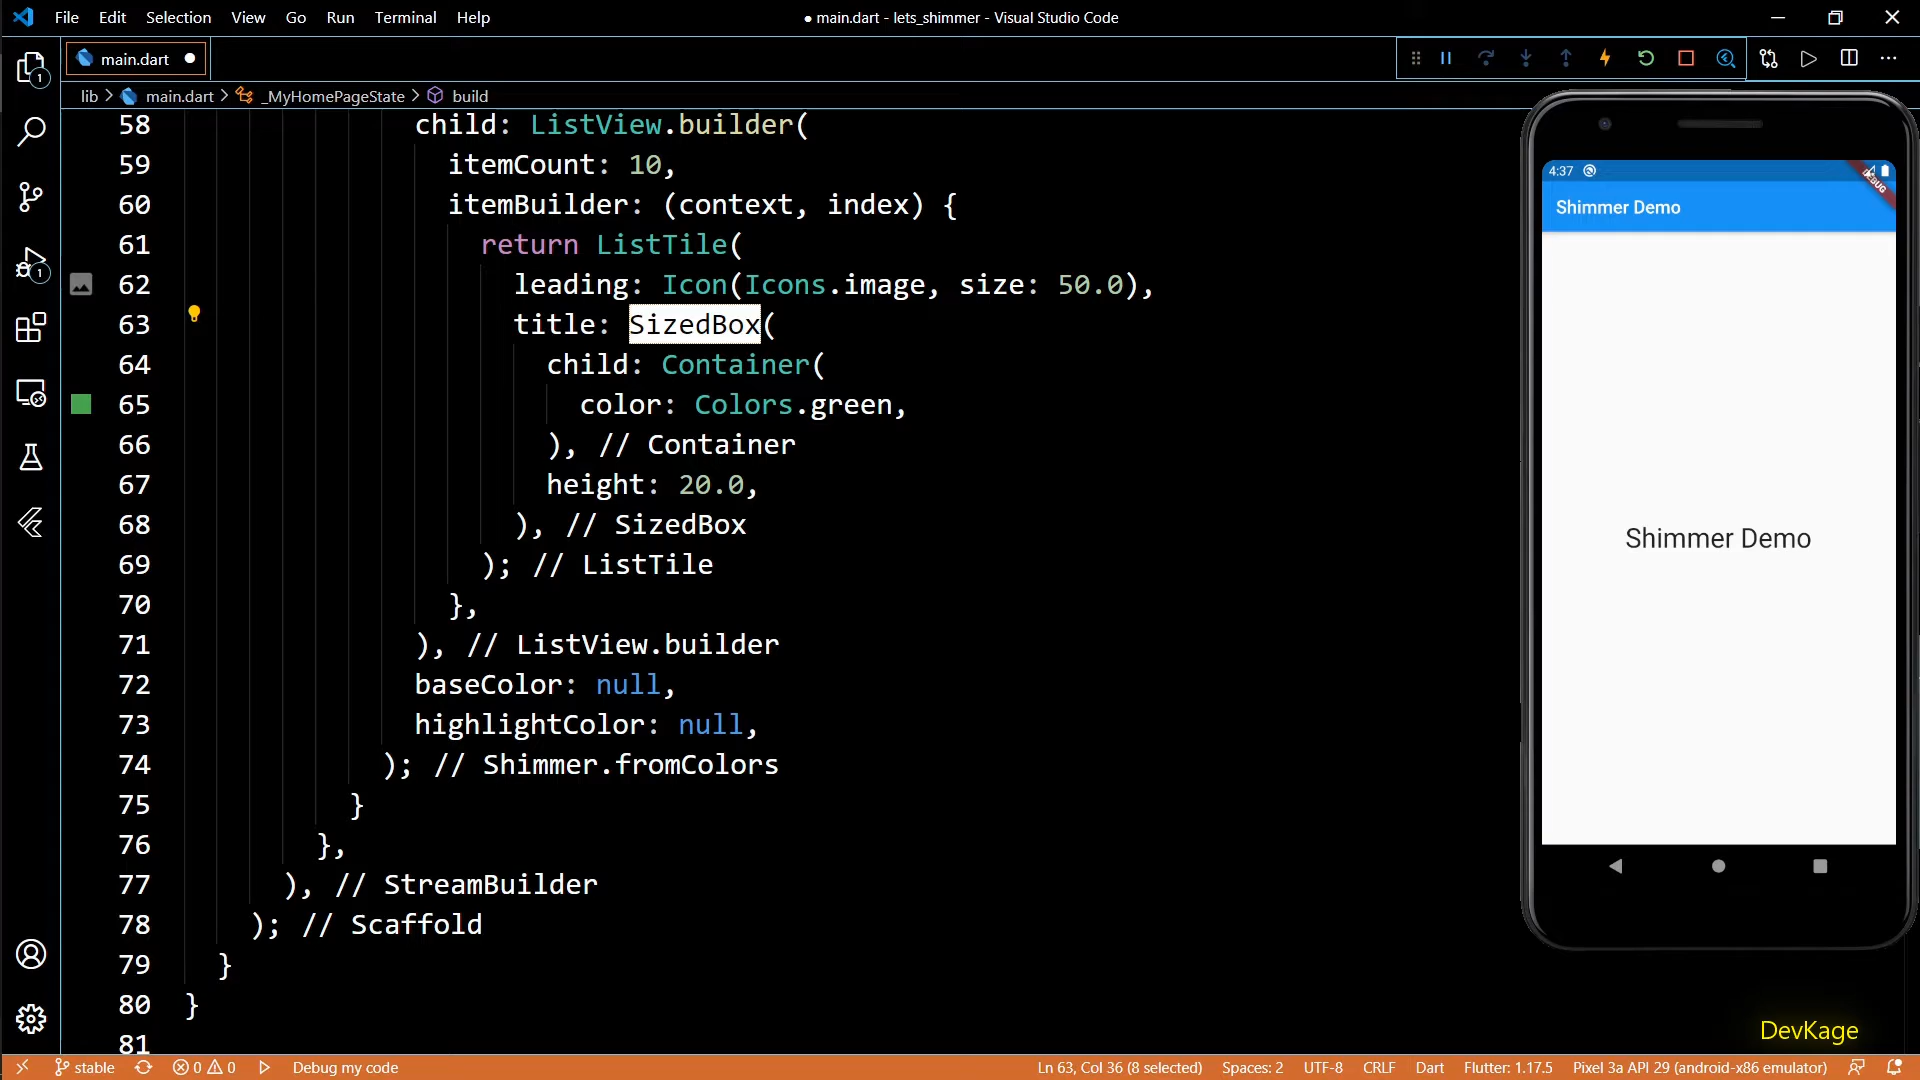 File Edit Selection View Go Run Terminal Help
● main.dart - lets_shimmer - Visual Studio Code
main.dart
lib > main.dart > _MyHomePageState > build
58 child: ListView.builder(
59 itemCount: 10,
60 itemBuilder: (context, index) {
61 return ListTile(
62 leading: Icon(Icons.image, size: 50.0),
63 title: SizedBox(
64 child: Container(
65 color: Colors.green,
66 ), // Container
67 height: 20.0,
68 ), // SizedBox
69 ); // ListTile
70 },
71 ), // ListView.builder
72 baseColor: null,
73 highlightColor: null,
74 ); // Shimmer.fromColors
75 }
76 },
77 ), // StreamBuilder
78 ); // Scaffold
79 }
80 }
81
1
1
4:37
DEBUG
Shimmer Demo
Shimmer Demo
DevKage
stable 0 0 Debug my code Ln 63, Col 36 (8 selected) Spaces: 2 UTF-8 CRLF Dart Flutter: 1.17.5 Pixel 3a API 29 (android-x86 emulator)